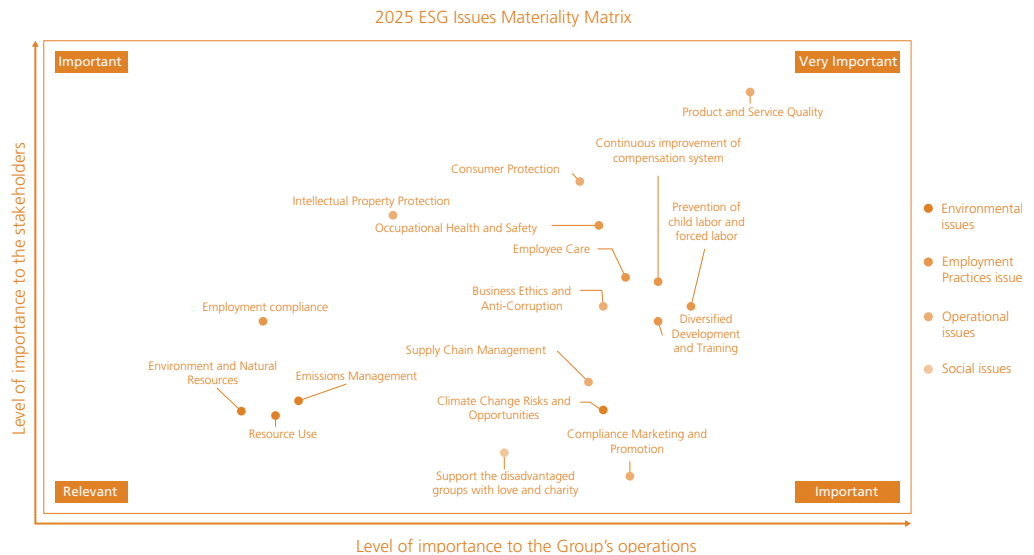 2025 ESG Issues Materiality Matrix
Important
Very Important
Product and Service Quality
Continuous improvement of
compensation system
Consumer Protection
Intellectual Property Protection
Occupational Health and Safety
Prevention of
child labor and
forced labor
Employee Care
Business Ethics and
Anti-Corruption
Employment compliance
Diversified
Development
and Training
Supply Chain Management
Environment and Natural
Resources
Emissions Management
Climate Change Risks and
Opportunities
Resource Use
Compliance Marketing and
Promotion
Support the disadvantaged
groups with love and charity
Relevant
Important
Level of importance to the stakeholders
Level of importance to the Group's operations
Environmental
issues
Employment
Practices issue
Operational
issues
Social issues